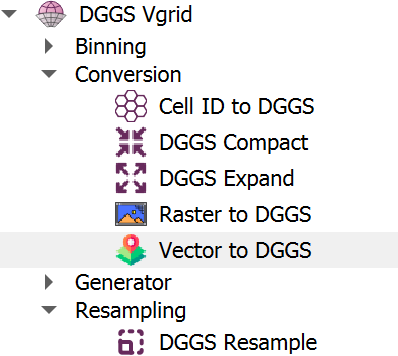 DGGS Vgrid
Binning
Conversion
Cell ID to DGGS
DGGS Compact
DGGS Expand
Raster to DGGS
Vector to DGGS
Generator
Resampling
DGGS Resample